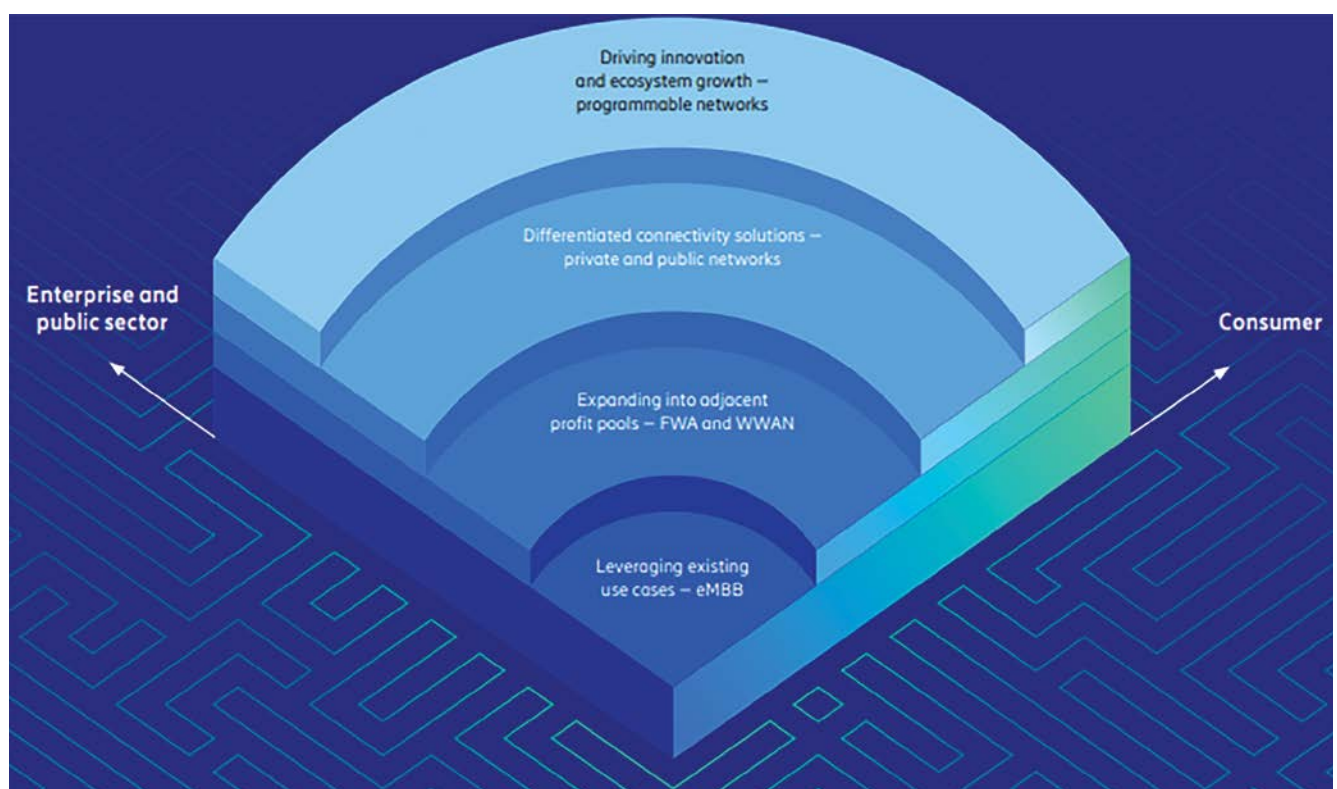 Driving innovation
and ecosystem growth –
programmable networks
Differentiated connectivity solutions –
private and public networks
Enterprise and
public sector
Consumer
Expanding into adjacent
profit pools – FWA and WWAN
Leveraging existing
use cases – eMBB